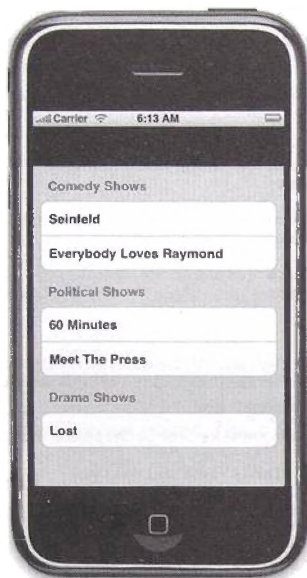 Carrier 6:13 AM
Comedy Shows
Seinfeld
Everybody Loves Raymond
Political Shows
60 Minutes
Meet The Press
Drama Shows
Lost